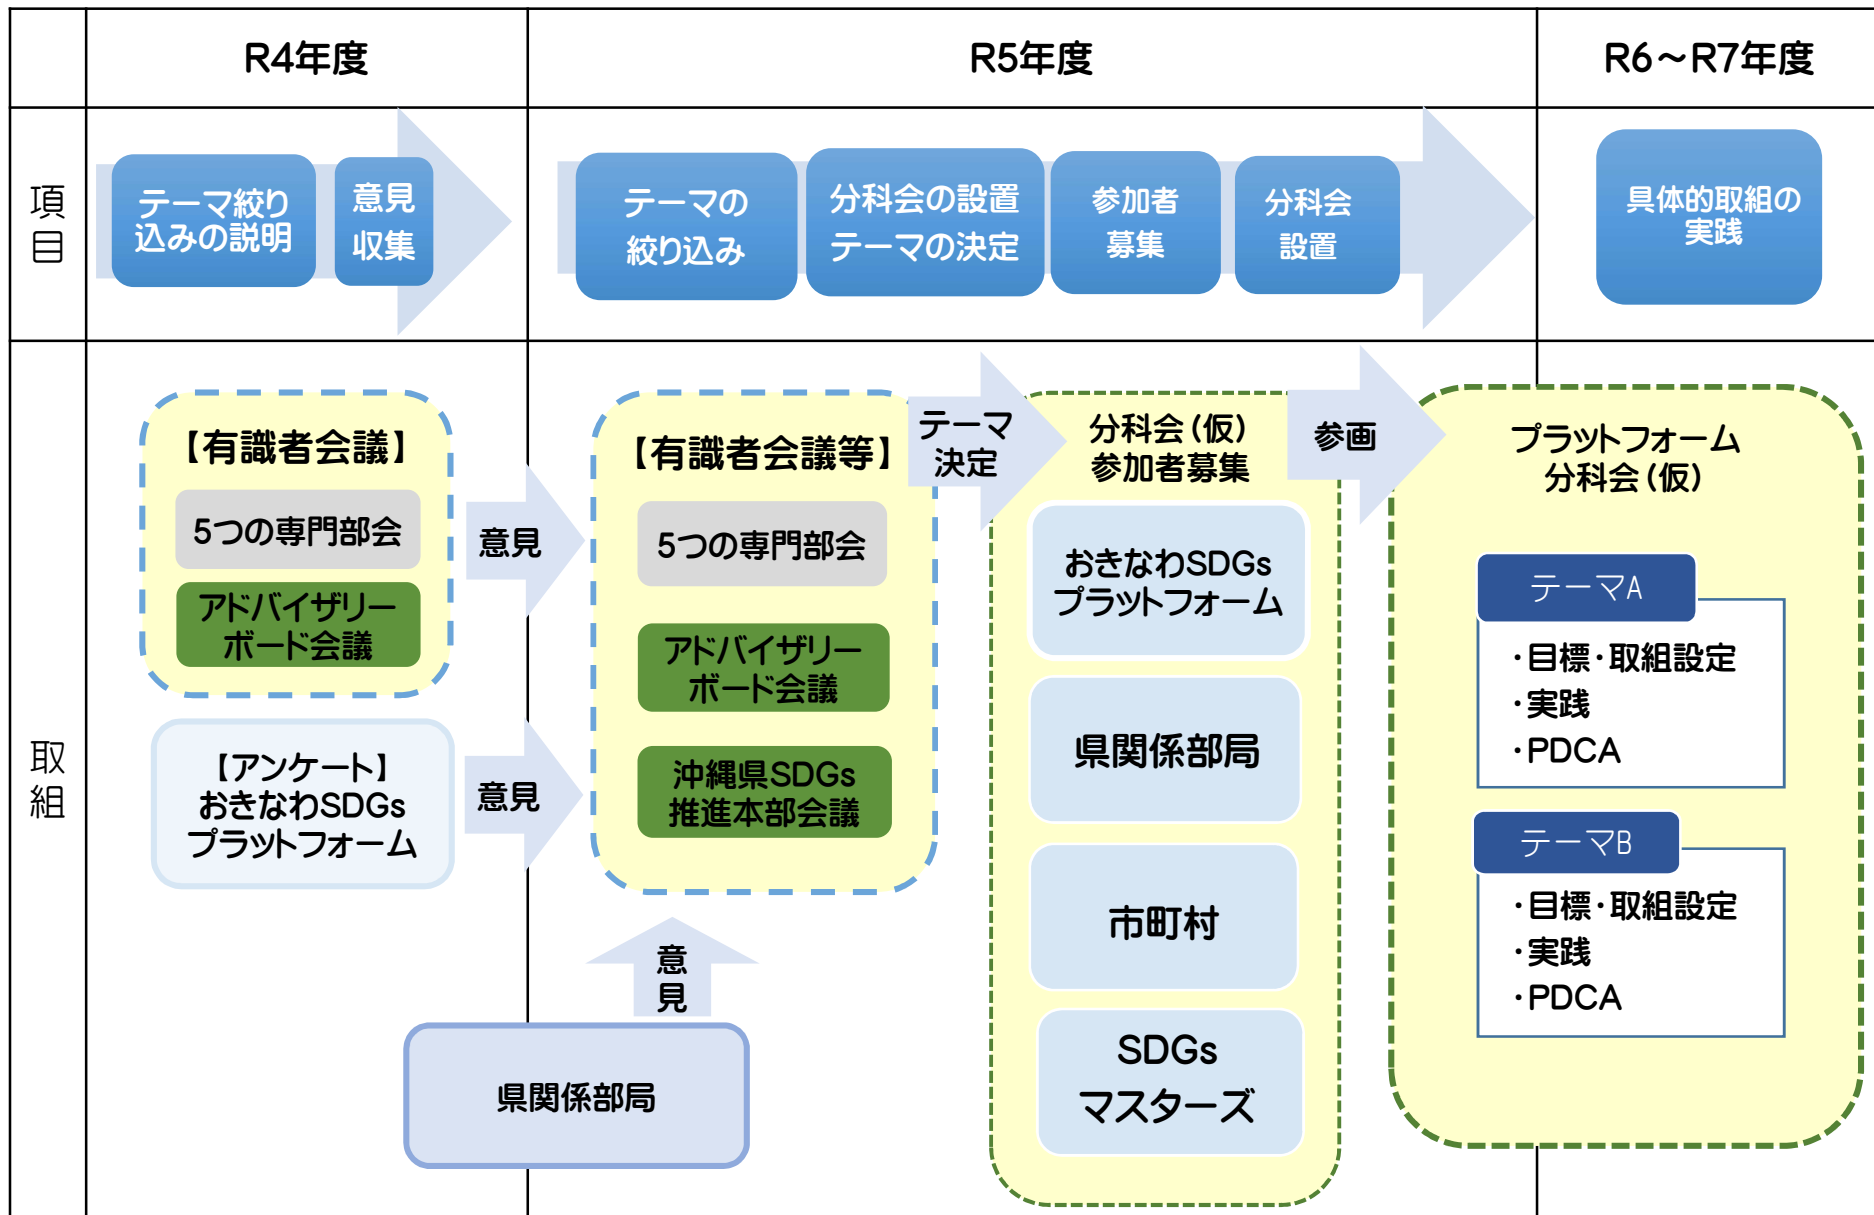 R4年度
R5年度
R6～R7年度
項
目
テーマ絞り
込みの説明
意見
収集
テーマの
絞り込み
分科会の設置
テーマの決定
参加者
募集
分科会
設置
具体的取組の
実践
取
組
【有識者会議】
5つの専門部会
アドバイザリー
ボード会議
【アンケート】
おきなわSDGs
プラットフォーム
意見
意見
【有識者会議等】
5つの専門部会
アドバイザリー
ボード会議
沖縄県SDGs
推進本部会議
意
見
県関係部局
テーマ
決定
分科会（仮）
参加者募集
おきなわSDGs
プラットフォーム
県関係部局
市町村
SDGs
マスターズ
参画
プラットフォーム
分科会（仮）
テーマA
・目標・取組設定
・実践
・PDCA
テーマB
・目標・取組設定
・実践
・PDCA